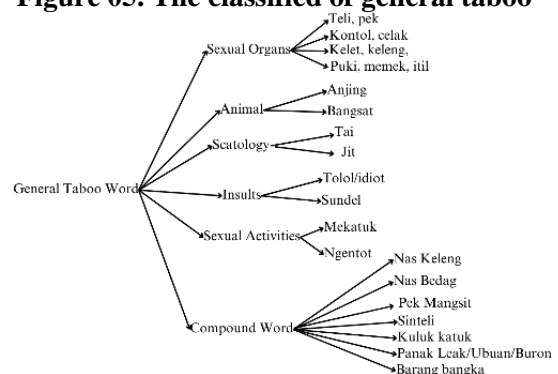 Figure 03. The classified of general taboo
Teli, pek
Kontol, celak
Sexual Organs
Kelet, keleng,
Puki, memek, itil
Anjing
Animal
Bangsat
Tai
Scatology
Jit
Tolol/idiot
General Taboo Word
Insults
Sundel
Mekatuk
Sexual Activities
Ngentot
Nas Keleng
Nas Bedag
Pek Mangsit
Sinteli
Compound Word
Kuluk katuk
Panak Leak/Ubuan/Buron
Barang bangka